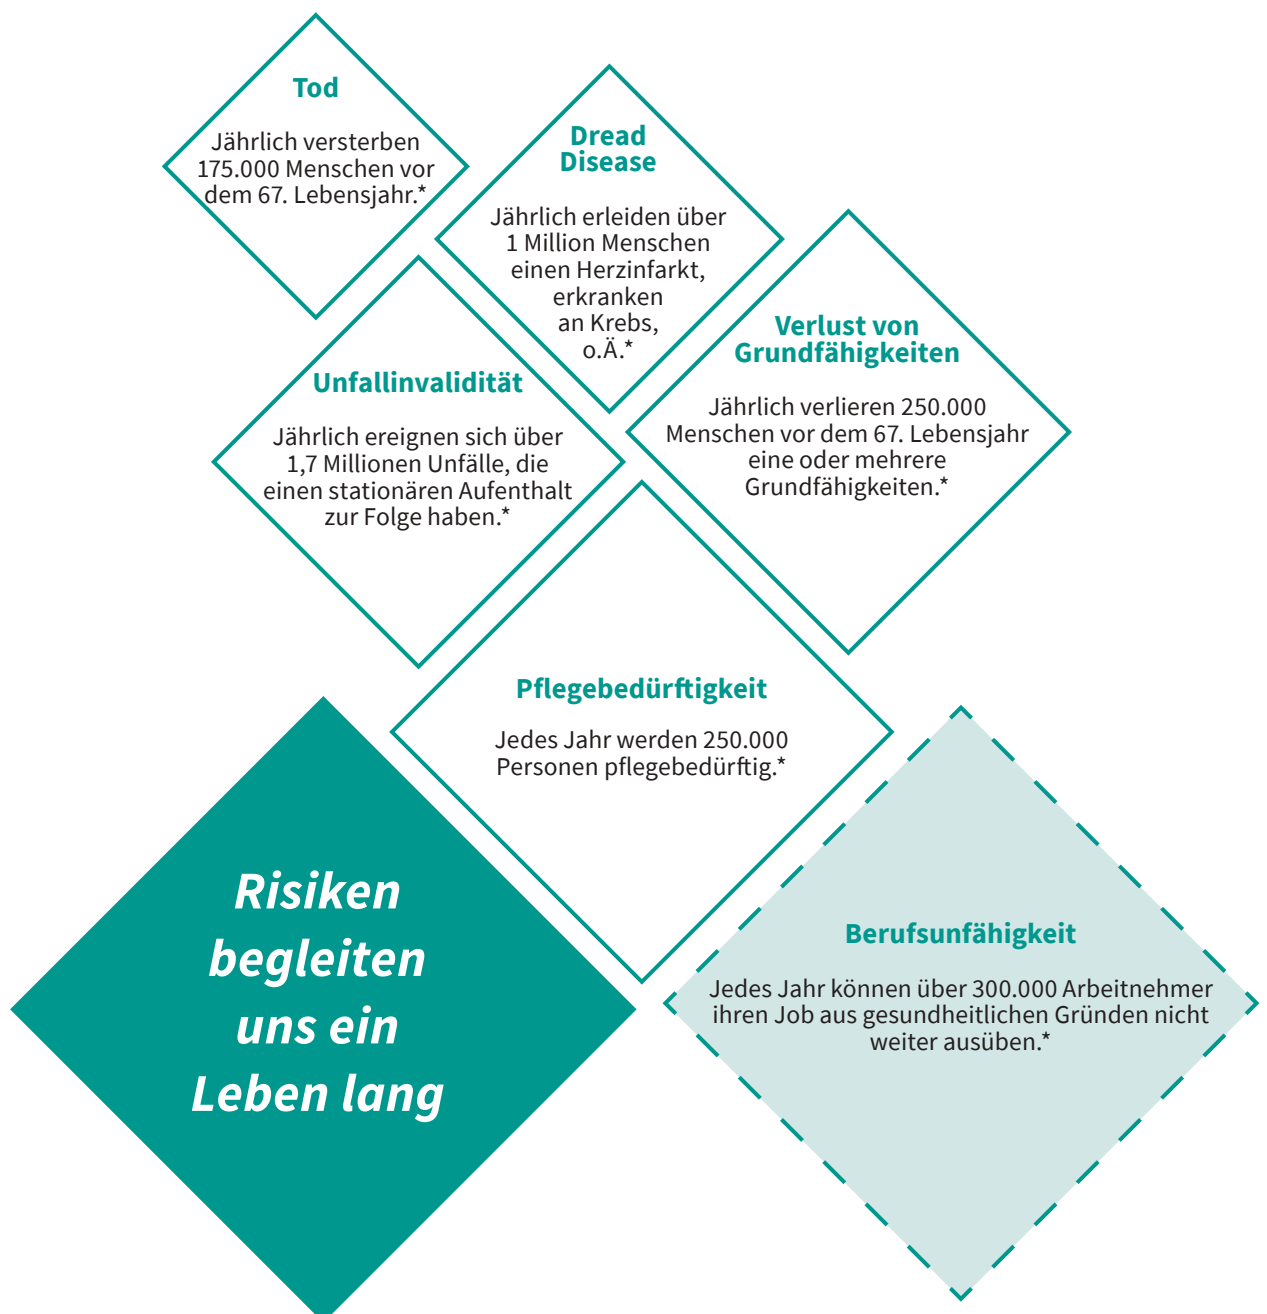 Tod
Jährlich versterben
175.000 Menschen vor
dem 67. Lebensjahr.*
Dread
Disease
Jährlich erleiden über
1 Million Menschen
einen Herzinfarkt,
erkranken
an Krebs,
o.Ä.*
Verlust von
Grundfähigkeiten
Jährlich verlieren 250.000
Menschen vor dem 67. Lebensjahr
eine oder mehrere
Grundfähigkeiten.*
Unfallinvalidität
Jährlich ereignen sich über
1,7 Millionen Unfälle, die
einen stationären Aufenthalt
zur Folge haben.*
Pflegebedürftigkeit
Jedes Jahr werden 250.000
Personen pflegebedürftig.*
Risiken
begleiten
uns ein
Leben lang
Berufsunfähigkeit
Jedes Jahr können über 300.000 Arbeitnehmer
ihren Job aus gesundheitlichen Gründen nicht
weiter ausüben.*